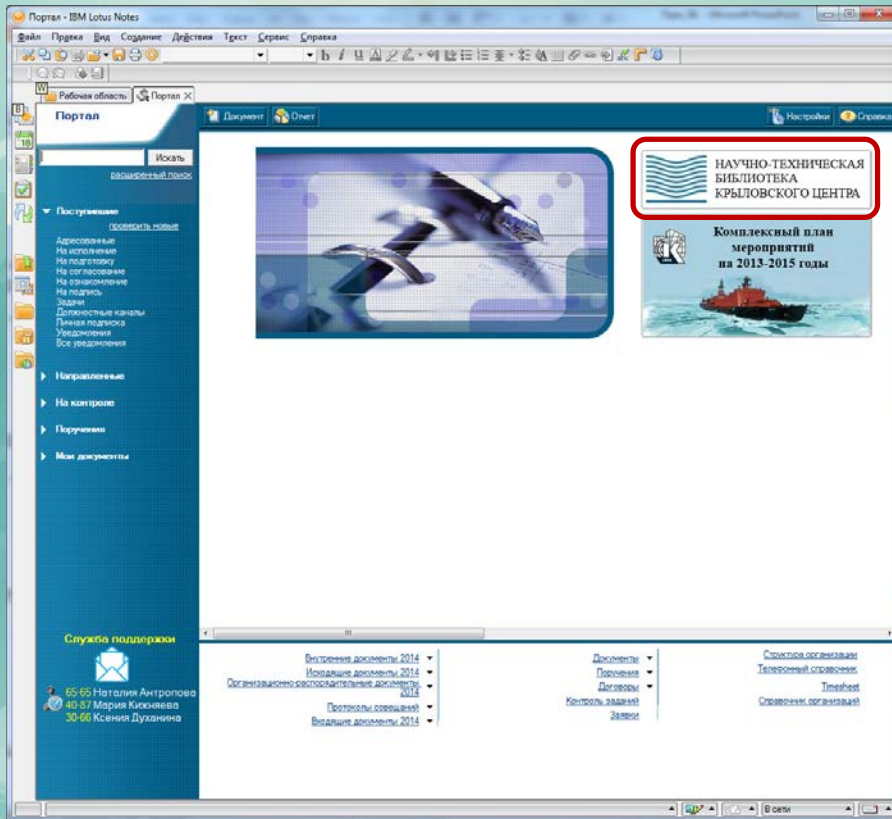 Портал - IBM Lotus Notes
Файл Правка Вид Создание Действия Текст Сервис Справка
Рабочая область Портал
Портал
Документ Отчет Настройки Справка
Искать
расширенный поиск
Поступившие
проверить новые
Адресованные
На исполнение
На подготовку
На согласование
На ознакомление
На подпись
Задачи
Должностные каналы
Личная подписка
Уведомления
Все уведомления
Направленные
На контроле
Поручения
Мои документы
НАУЧНО-ТЕХНИЧЕСКАЯ
БИБЛИОТЕКА
КРЫЛОВСКОГО ЦЕНТРА
Комплексный план
мероприятий
на 2013-2015 годы
Служба поддержки
65-65 Наталия Антропова
40-87 Мария Кижняева
30-66 Ксения Духанина
Внутренние документы 2014
Исходящие документы 2014
Организационно-распорядительные документы
2014
Протоколы совещаний
Входящие документы 2014
Документы
Поручения
Договоры
Контроль заданий
Заявки
Структура организации
Телефонный справочник
Timesheet
Справочник организаций
В сети